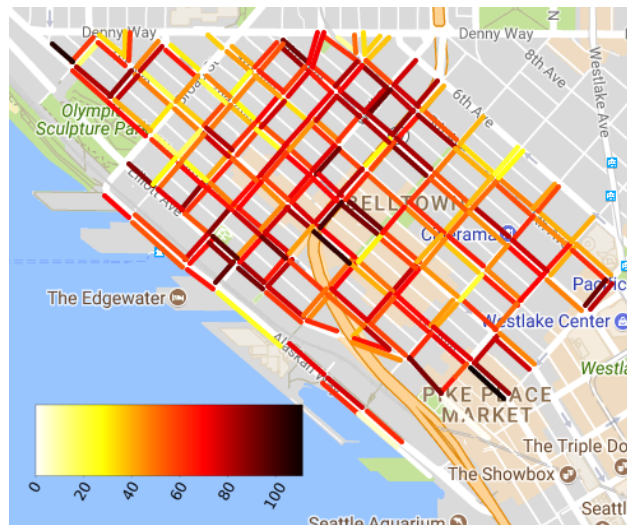 Denny Way
Denny Way
8th Ave
Westlake Ave
6th Ave
Olympic
Sculpture Park
Elliott Ave
BELLTOWN
Cinerama
Pacific
The Edgewater
Westlake Center
Westl
Alaskan Way
PIKE PLACE
MARKET
The Triple Do
The Showbox
Seattle Aquarium
Seattl
0
20
40
60
80
100